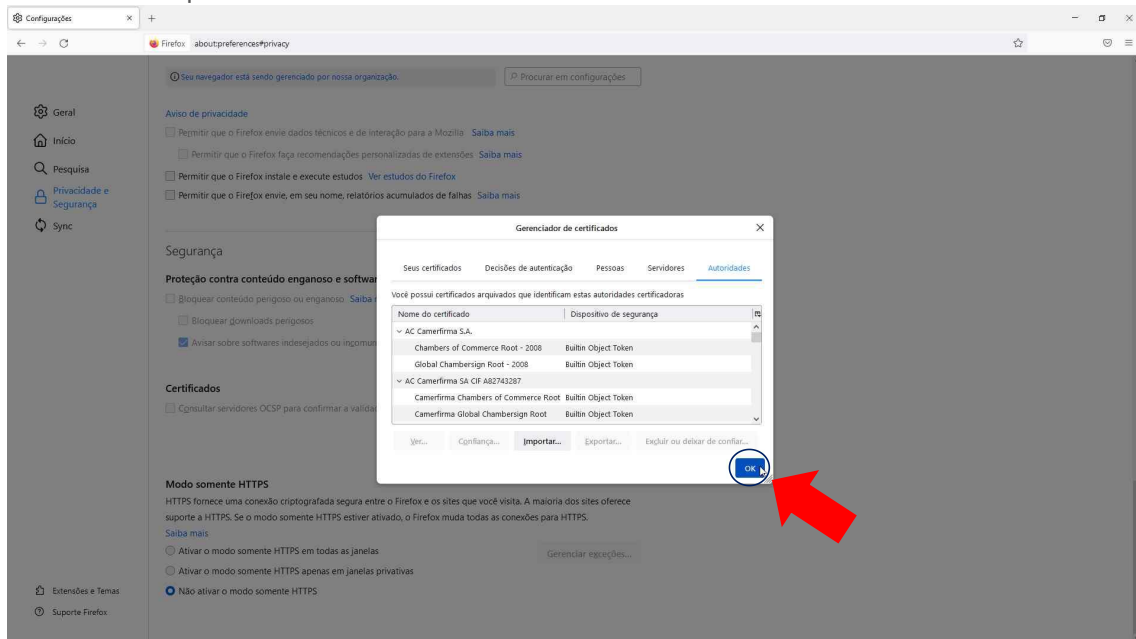 Configurações
Firefox about:preferences#privacy
Seu navegador está sendo gerenciado por nossa organização.
Procurar em configurações
Geral
Início
Pesquisa
Privacidade e
Segurança
Sync
Extensões e Temas
Suporte Firefox
Aviso de privacidade
Permitir que o Firefox envie dados técnicos e de interação para a Mozilla Saiba mais
Permitir que o Firefox faça recomendações personalizadas de extensões Saiba mais
Permitir que o Firefox instale e execute estudos Ver estudos do Firefox
Permitir que o Firefox envie, em seu nome, relatórios acumulados de falhas Saiba mais
Segurança
Proteção contra conteúdo enganoso e softwar
Bloquear conteúdo perigoso ou enganoso Saiba
Bloquear downloads perigosos
Avisar sobre softwares indesejados ou incomun
Certificados
Consultar servidores OCSP para confirmar a valida
Gerenciador de certificados
Seus certificados Decisões de autenticação Pessoas Servidores Autoridades
Você possui certificados arquivados que identificam estas autoridades certificadoras
Nome do certificado Dispositivo de segurança
AC Camerfirma S.A.
Chambers of Commerce Root - 2008 Builtin Object Token
Global Chambersign Root - 2008 Builtin Object Token
AC Camerfirma SA CIF A82743287
Camerfirma Chambers of Commerce Root Builtin Object Token
Camerfirma Global Chambersign Root Builtin Object Token
Ver... Confiança... Importar... Exportar... Excluir ou deixar de confiar...
OK
Modo somente HTTPS
HTTPS fornece uma conexão criptografada segura entre o Firefox e os sites que você visita. A maioria dos sites oferece
suporte a HTTPS. Se o modo somente HTTPS estiver ativado, o Firefox muda todas as conexões para HTTPS.
Saiba mais
Ativar o modo somente HTTPS em todas as janelas
Gerenciar exceções...
Ativar o modo somente HTTPS apenas em janelas privativas
Não ativar o modo somente HTTPS